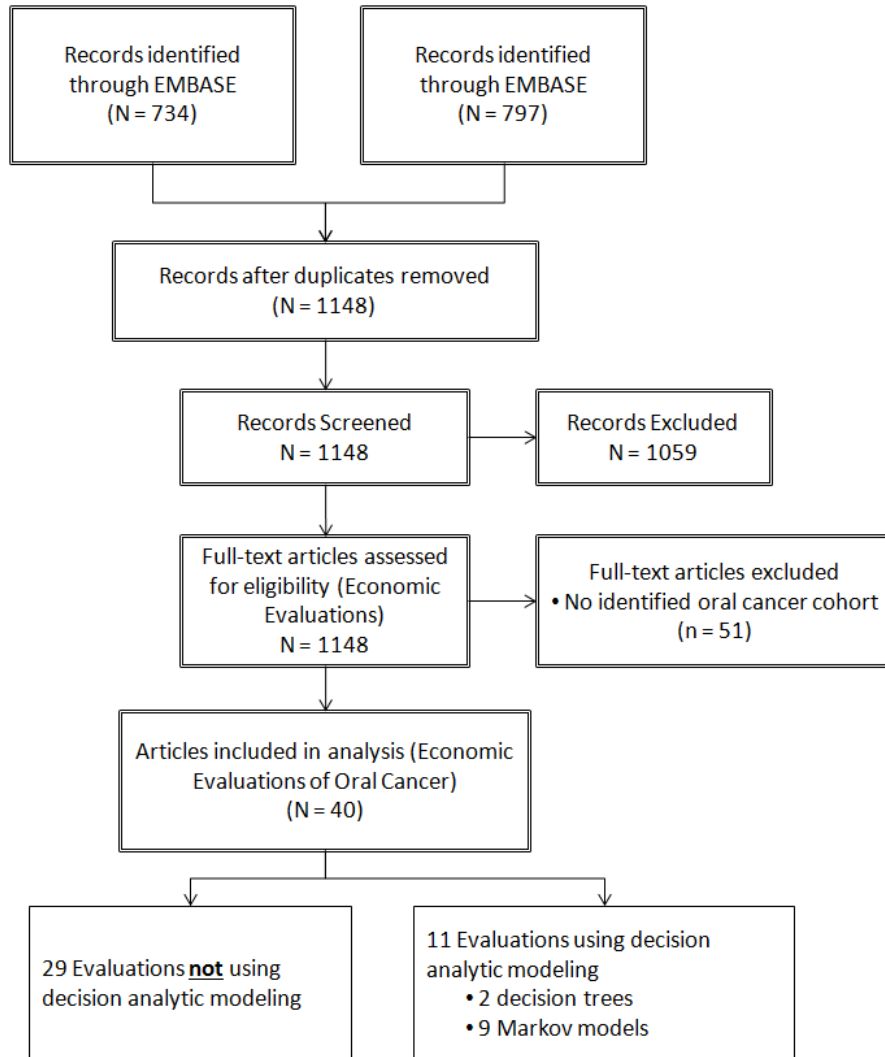 Records identified
through EMBASE
(N = 734)
Records identified
through EMBASE
(N = 797)
Records after duplicates removed
(N = 1148)
Records Screened
N = 1148
Records Excluded
N = 1059
Full-text articles assessed
for eligibility (Economic
Evaluations)
N = 1148
Full-text articles excluded
• No identified oral cancer cohort
(n = 51)
Articles included in analysis (Economic
Evaluations of Oral Cancer)
(N = 40)
29 Evaluations not using
decision analytic modeling
11 Evaluations using decision
analytic modeling
• 2 decision trees
• 9 Markov models